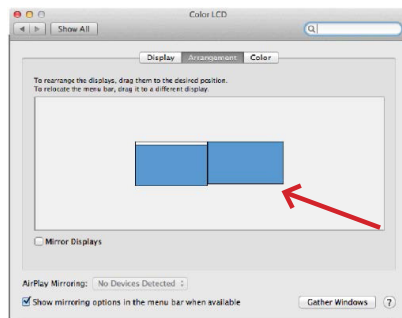 Color LCD
Show All
Display Arrangement Color
To rearrange the displays, drag them to the desired position.
To relocate the menu bar, drag it to a different display.
Mirror Displays
AirPlay Mirroring: No Devices Detected
Show mirroring options in the menu bar when available
Gather Windows ?